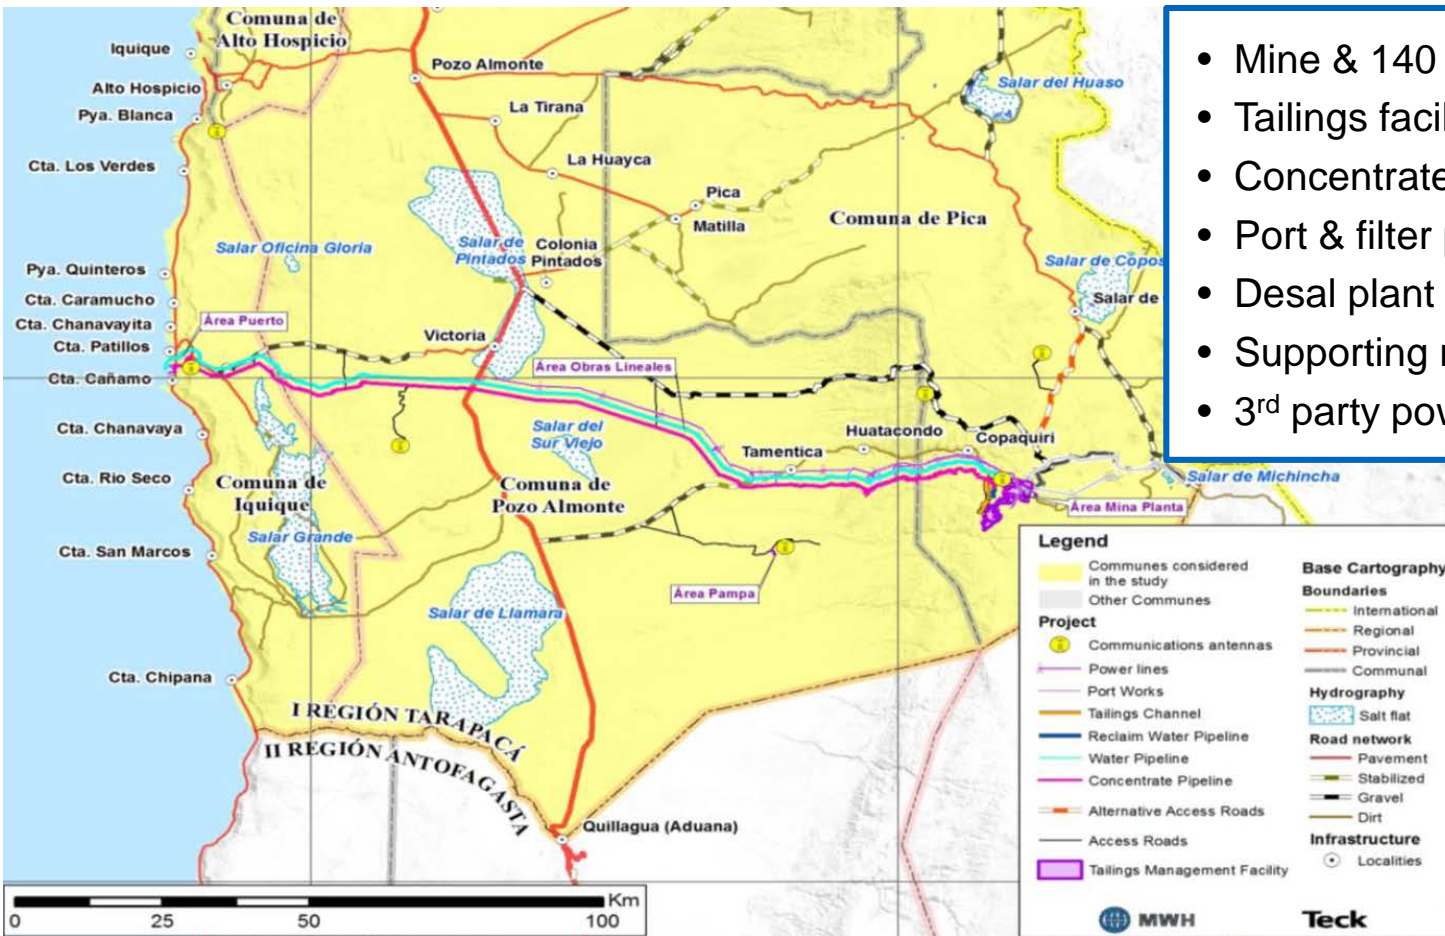 Comuna de
Alto Hospicio
Iquique
Alto Hospicio
Pya. Blanca
Cta. Los Verdes
Pya. Quinteros
Cta. Caramucho
Cta. Chanavayita
Cta. Patillos
Cta. Cañamo
Cta. Chanavaya
Cta. Rio Seco
Cta. San Marcos
Cta. Chipana
Pozo Almonte
La Tirana
La Huayca
Pica
Matilla
Salar del Huaso
Comuna de Pica
Salar Oficina Gloria
Salar de
Pintados
Colonia
Pintados
Salar de Copos
Salar de
Área Puerto
Victoria
Área Obras Lineales
Salar del
Sur Viejo
Tamentica
Huatacondo
Copaquiri
Comuna de
Iquique
Comuna de
Pozo Almonte
Salar Grande
Salar de Michincha
Área Mina Planta
Área Pampa
Salar de Llamara
I REGIÓN TARAPACÁ
II REGIÓN ANTOFAGASTA
Quillagua (Aduana)
• Mine & 140
• Tailings facil
• Concentrate
• Port & filter p
• Desal plant
• Supporting r
• 3rd party pow
Legend
Communes considered
in the study
Other Communes
Project
Communications antennas
Power lines
Port Works
Tailings Channel
Reclaim Water Pipeline
Water Pipeline
Concentrate Pipeline
Alternative Access Roads
Access Roads
Tailings Management Facility
Base Cartography
Boundaries
International
Regional
Provincial
Communal
Hydrography
Salt flat
Road network
Pavement
Stabilized
Gravel
Dirt
Infrastructure
Localities
MWH
Teck
Km
0 25 50 100